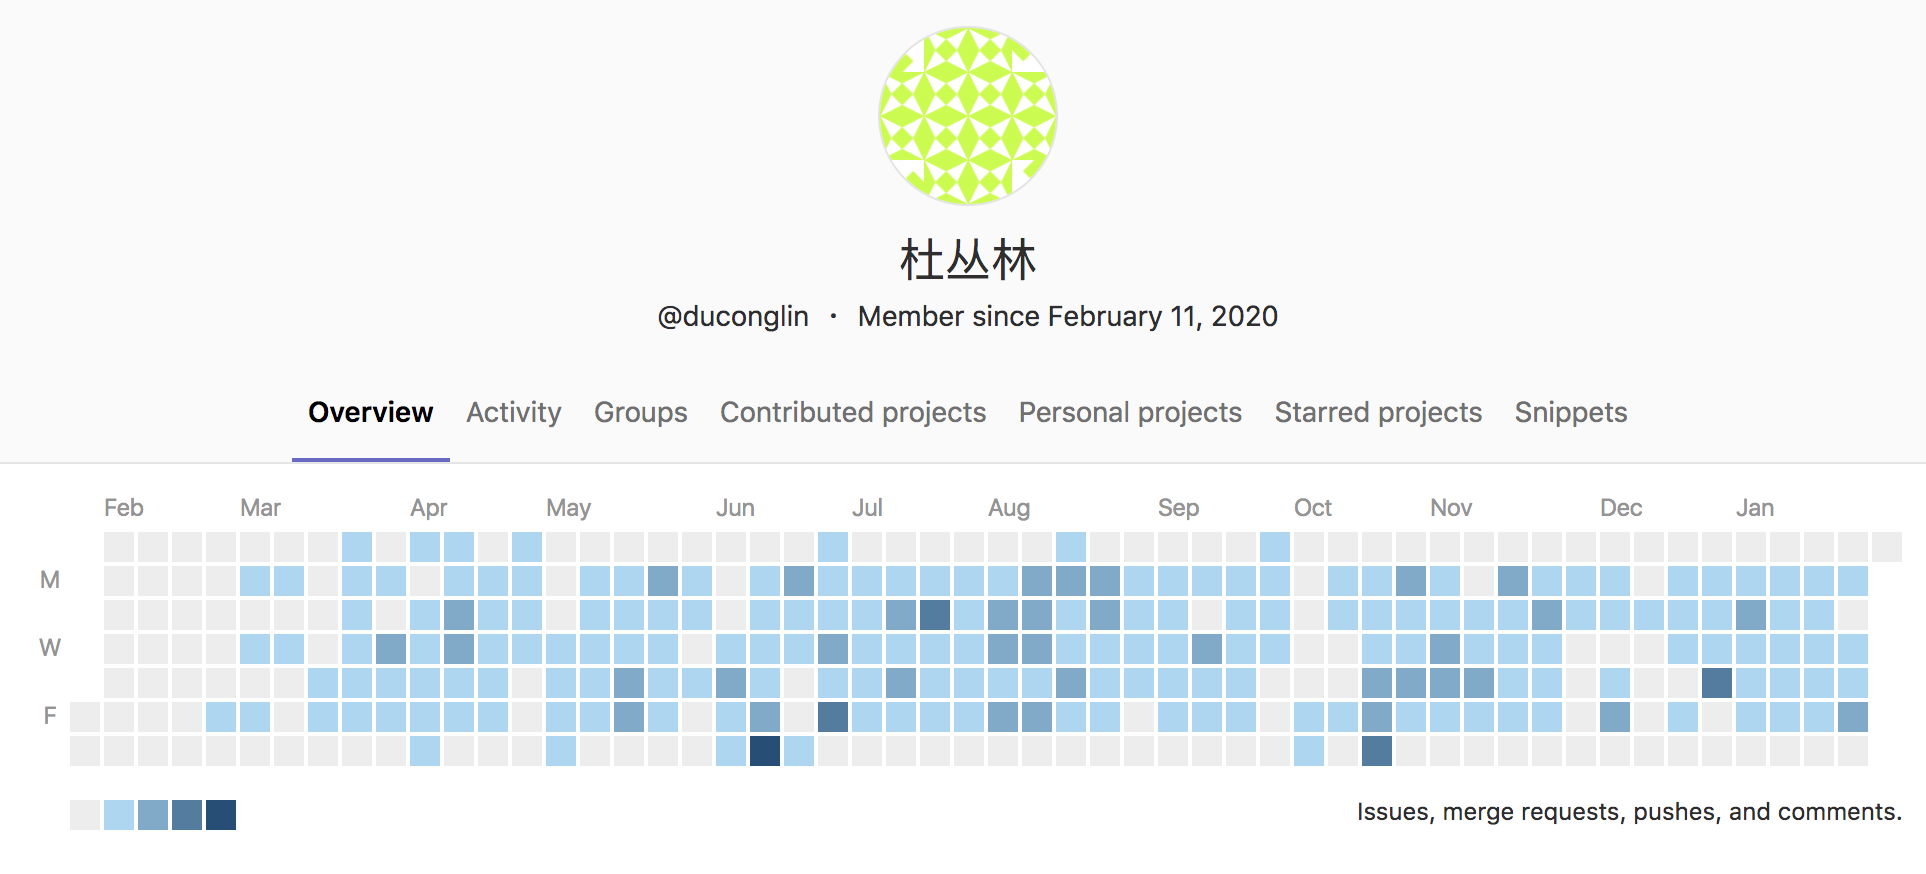 杜丛林
@duconglin · Member since February 11, 2020
Overview Activity Groups Contributed projects Personal projects Starred projects Snippets
Feb Mar Apr May Jun Jul Aug Sep Oct Nov Dec Jan
M
W
F
Issues, merge requests, pushes, and comments.